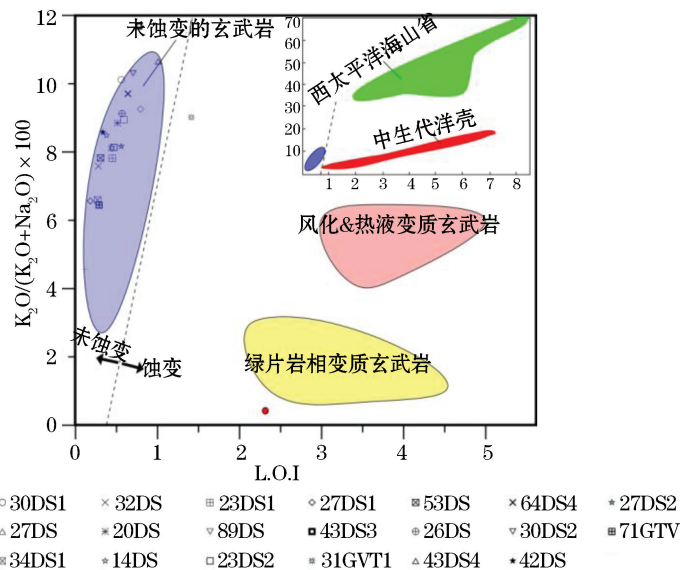 K₂O/(K₂O+Na₂O) × 100
12
10
8
6
4
2
0
未蚀变的玄武岩
70
60
50
40
30
20
10
西太平洋海山省
中生代洋壳
1 2 3 4 5 6 7 8
风化&热液变质玄武岩
未蚀变
蚀变
绿片岩相变质玄武岩
0 1 2 3 4 5
L.O.I
30DS1 32DS 23DS1 27DS1 53DS 64DS4 27DS2
27DS 20DS 89DS 43DS3 26DS 30DS2 71GTV
34DS1 14DS 23DS2 31GVT1 43DS4 42DS